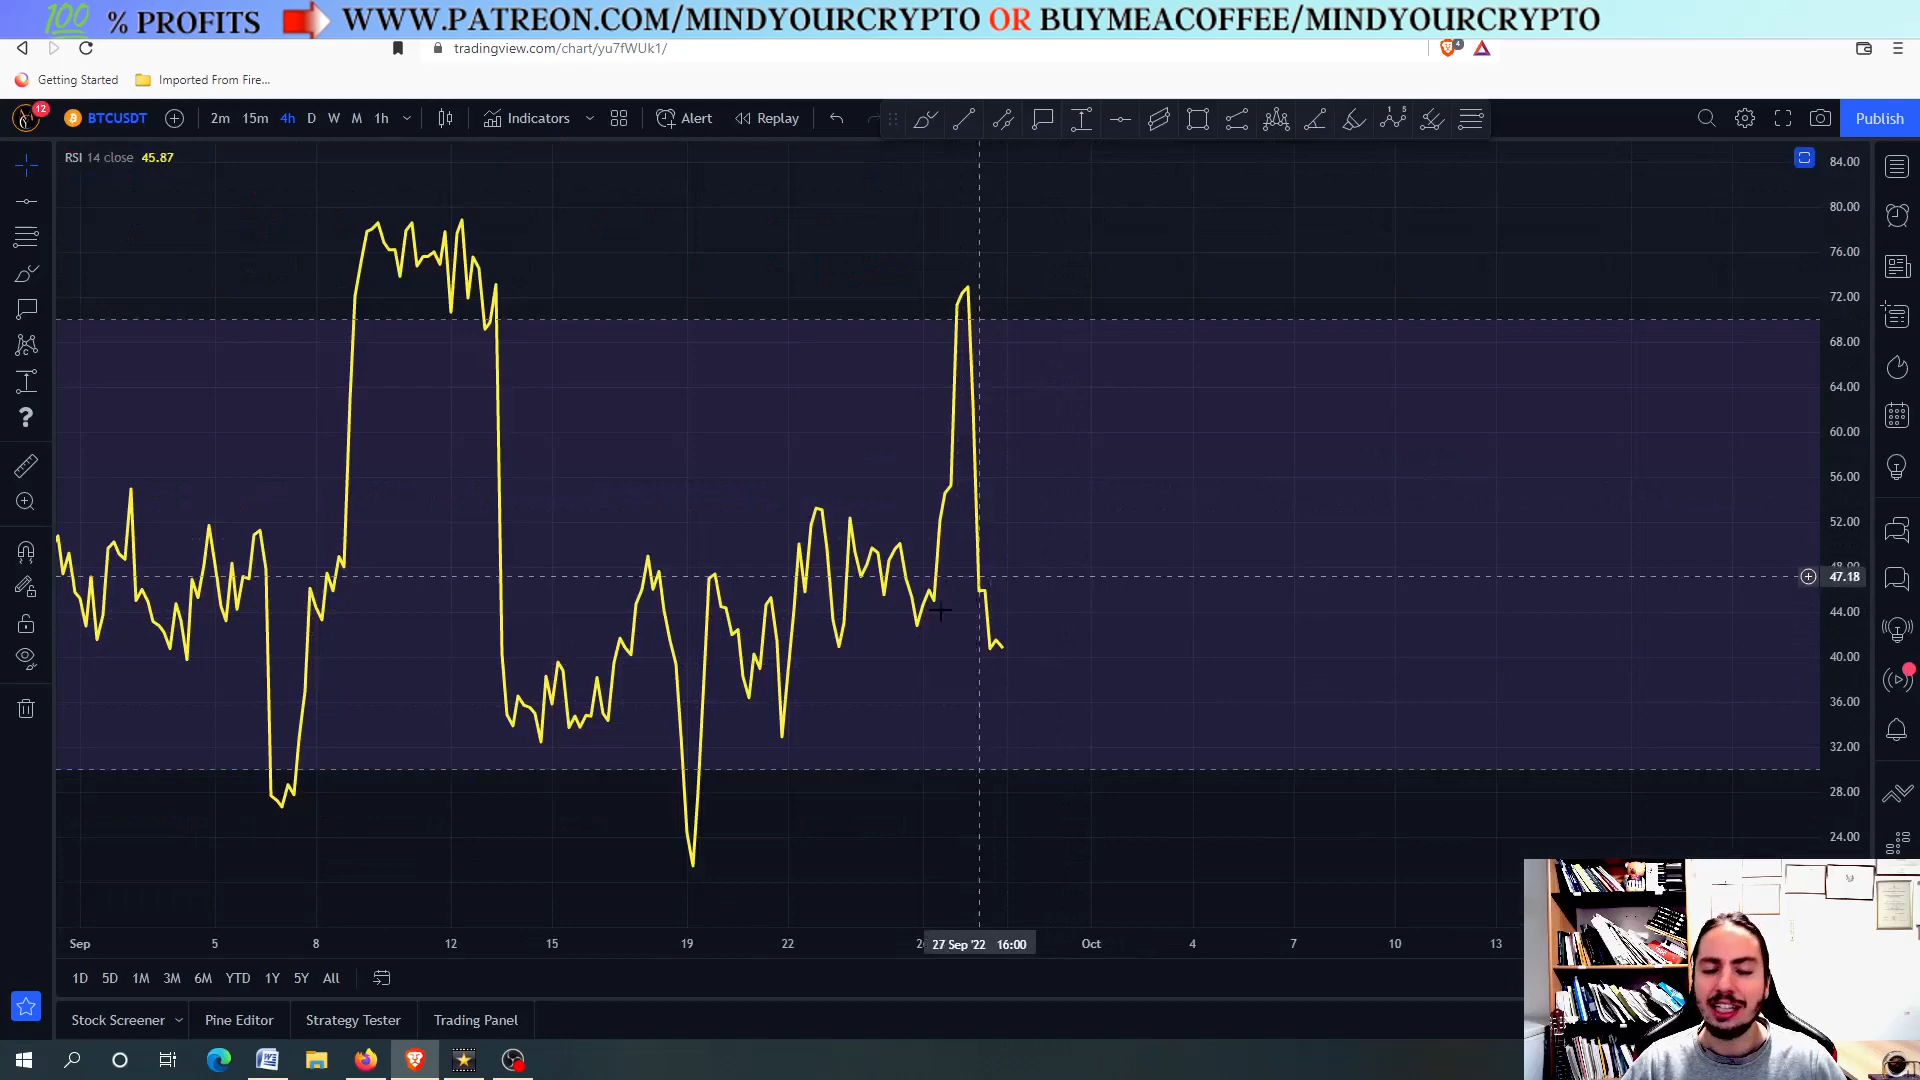 100 % PROFITS WWW.PATREON.COM/MINDYOURCRYPTO OR BUYMEACOFFEE/MINDYOURCRYPTO
tradingview.com/chart/yu7fWUk1/ 4
Getting Started Imported From Fire...
12 BTCUSDT 2m 15m 4h D W M 1h Indicators Alert Replay Publish
RSI 14 close 45.87
84.00
80.00
76.00
72.00
68.00
64.00
60.00
56.00
52.00
48.00
47.18
44.00
40.00
36.00
32.00
28.00
24.00
Sep 5 8 12 15 19 22 27 Sep '22 16:00 Oct 4 7 10 13
1D 5D 1M 3M 6M YTD 1Y 5Y All
Stock Screener Pine Editor Strategy Tester Trading Panel